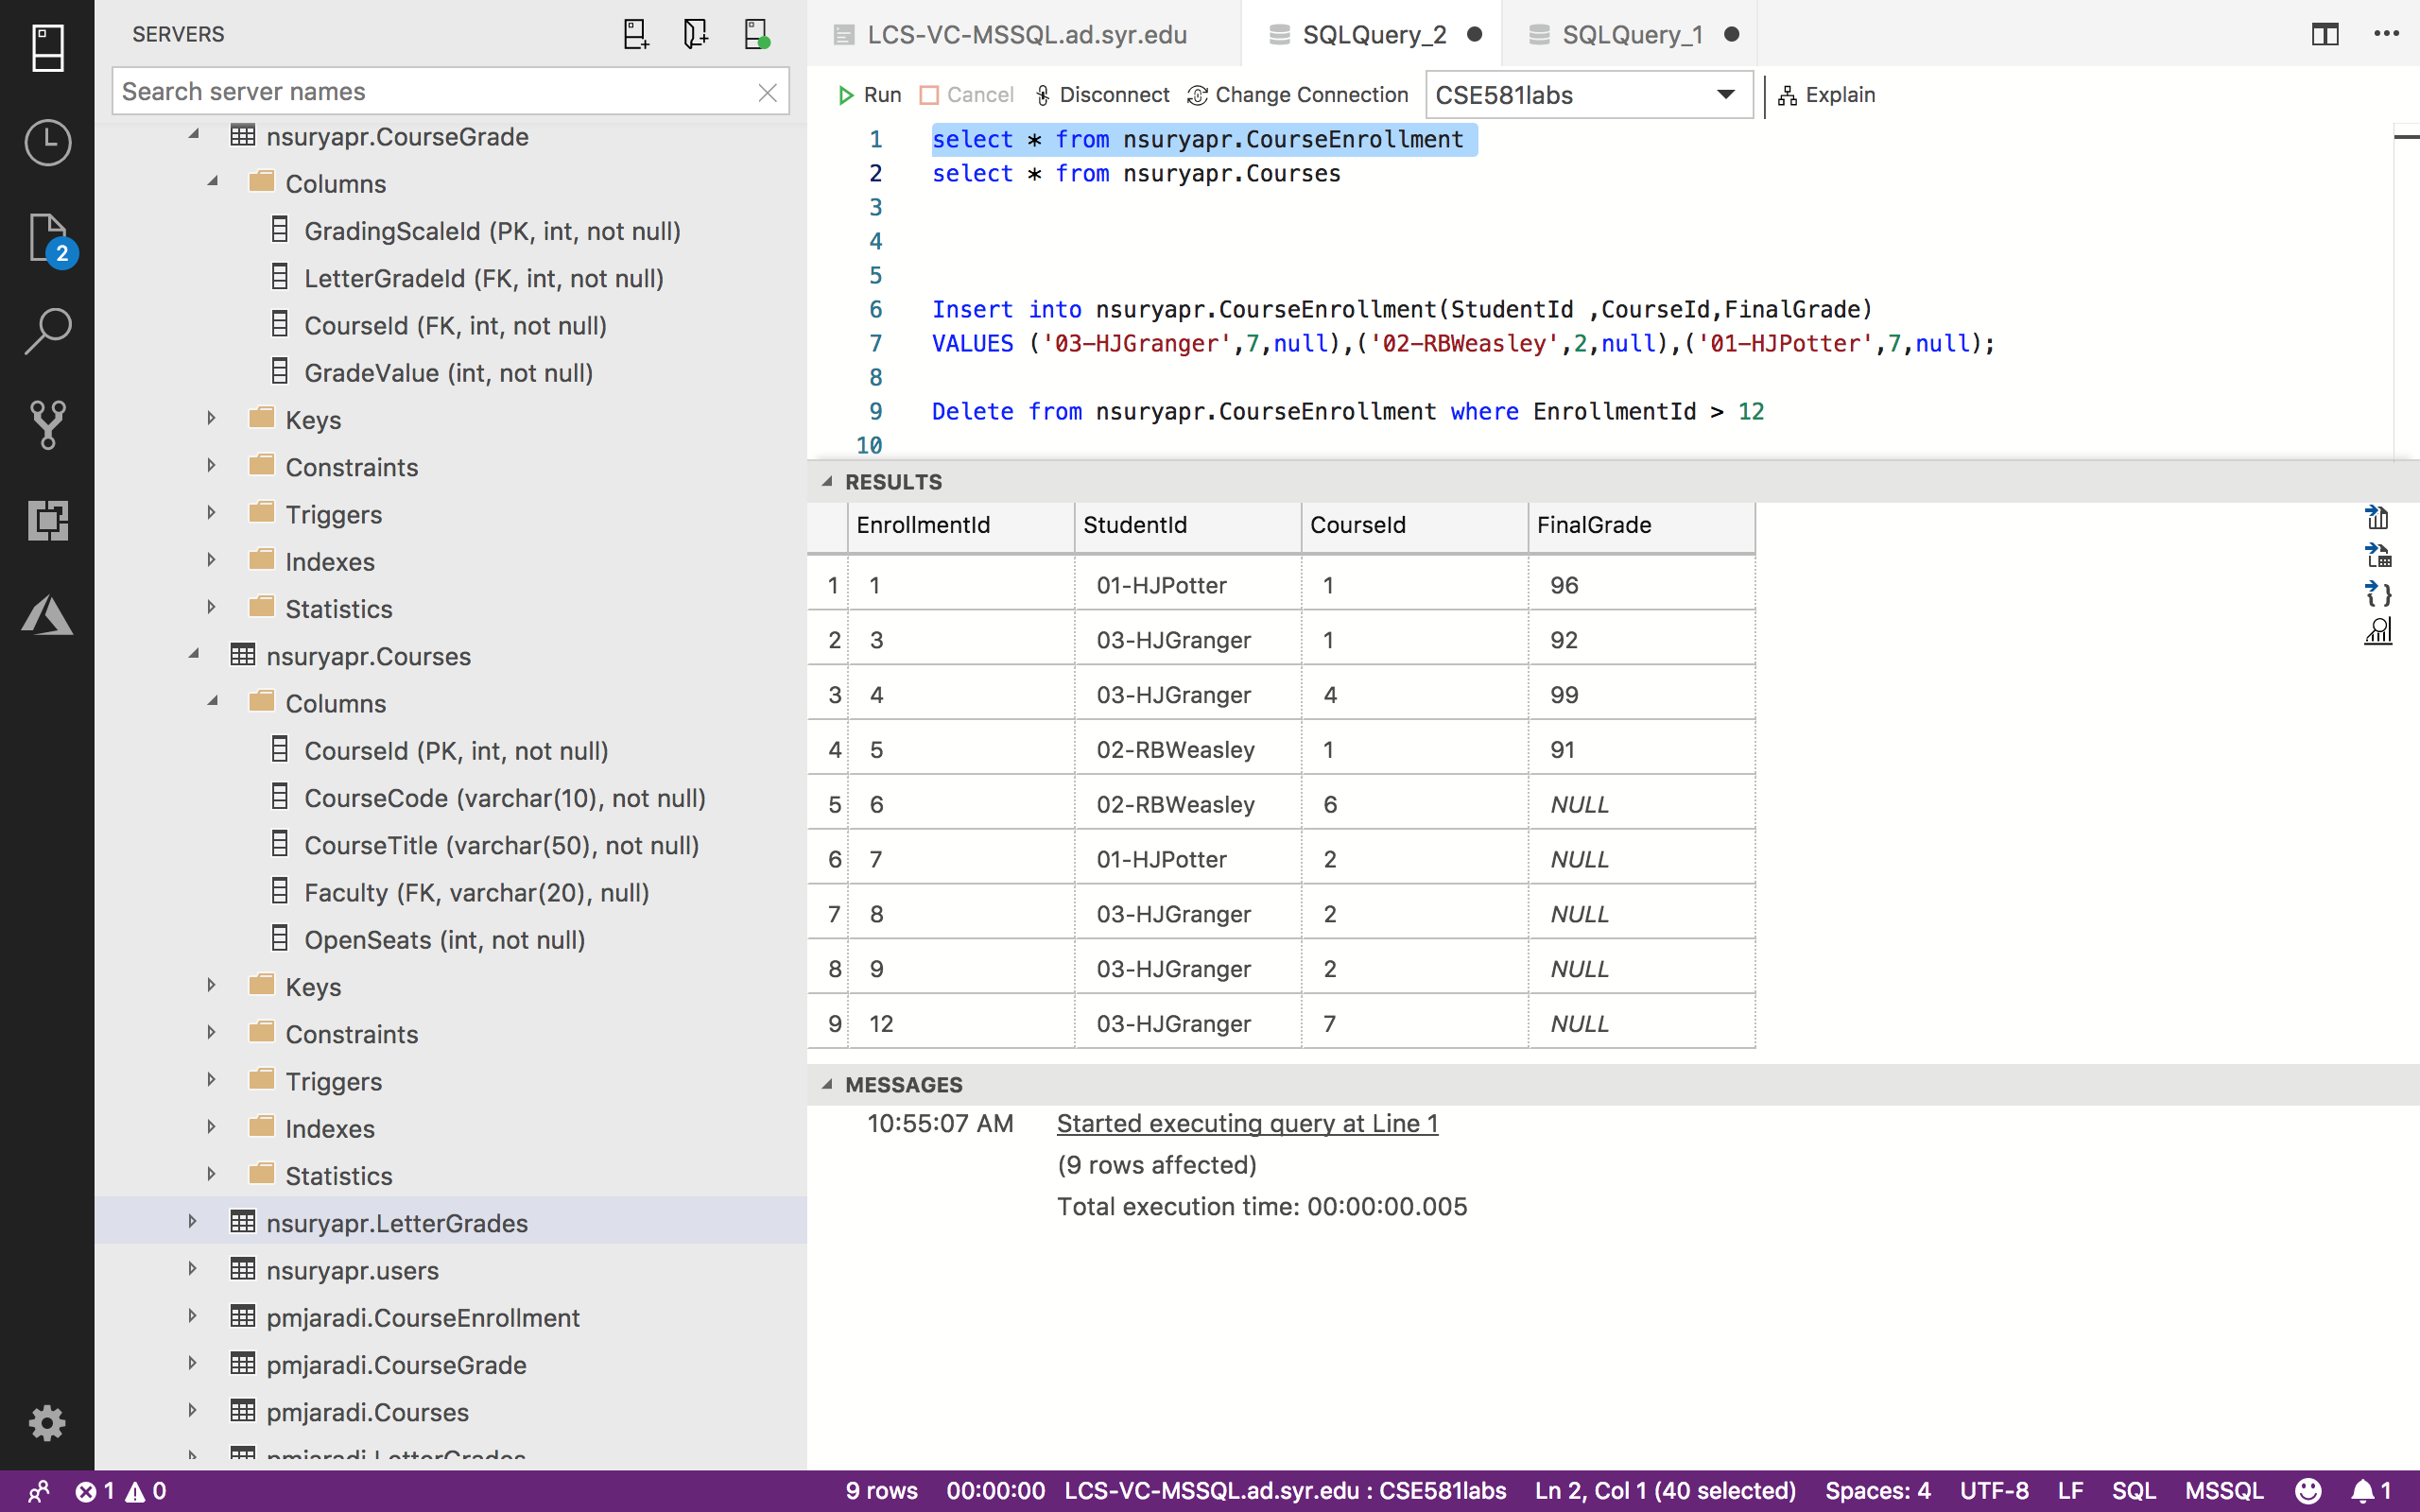 SERVERS
Search server names
nsuryapr.CourseGrade
Columns
GradingScaleId (PK, int, not null)
LetterGradeId (FK, int, not null)
CourseId (FK, int, not null)
GradeValue (int, not null)
Keys
Constraints
Triggers
Indexes
Statistics
nsuryapr.Courses
Columns
CourseId (PK, int, not null)
CourseCode (varchar(10), not null)
CourseTitle (varchar(50), not null)
Faculty (FK, varchar(20), null)
OpenSeats (int, not null)
Keys
Constraints
Triggers
Indexes
Statistics
nsuryapr.LetterGrades
nsuryapr.users
pmjaradi.CourseEnrollment
pmjaradi.CourseGrade
pmjaradi.Courses
pmjaradi.LetterGrades
2
LCS-VC-MSSQL.ad.syr.edu SQLQuery_2 SQLQuery_1
Run Cancel Disconnect Change Connection CSE581labs Explain
1 select * from nsuryapr.CourseEnrollment
2 select * from nsuryapr.Courses
3
4
5
6 Insert into nsuryapr.CourseEnrollment(StudentId ,CourseId,FinalGrade)
7 VALUES ('03-HJGranger',7,null),('02-RBWeasley',2,null),('01-HJPotter',7,null);
8
9 Delete from nsuryapr.CourseEnrollment where EnrollmentId > 12
10
RESULTS
EnrollmentId StudentId CourseId FinalGrade
1 1 01-HJPotter 1 96
2 3 03-HJGranger 1 92
3 4 03-HJGranger 4 99
4 5 02-RBWeasley 1 91
5 6 02-RBWeasley 6 NULL
6 7 01-HJPotter 2 NULL
7 8 03-HJGranger 2 NULL
8 9 03-HJGranger 2 NULL
9 12 03-HJGranger 7 NULL
MESSAGES
10:55:07 AM Started executing query at Line 1
(9 rows affected)
Total execution time: 00:00:00.005
1 0 9 rows 00:00:00 LCS-VC-MSSQL.ad.syr.edu : CSE581labs Ln 2, Col 1 (40 selected) Spaces: 4 UTF-8 LF SQL MSSQL 1